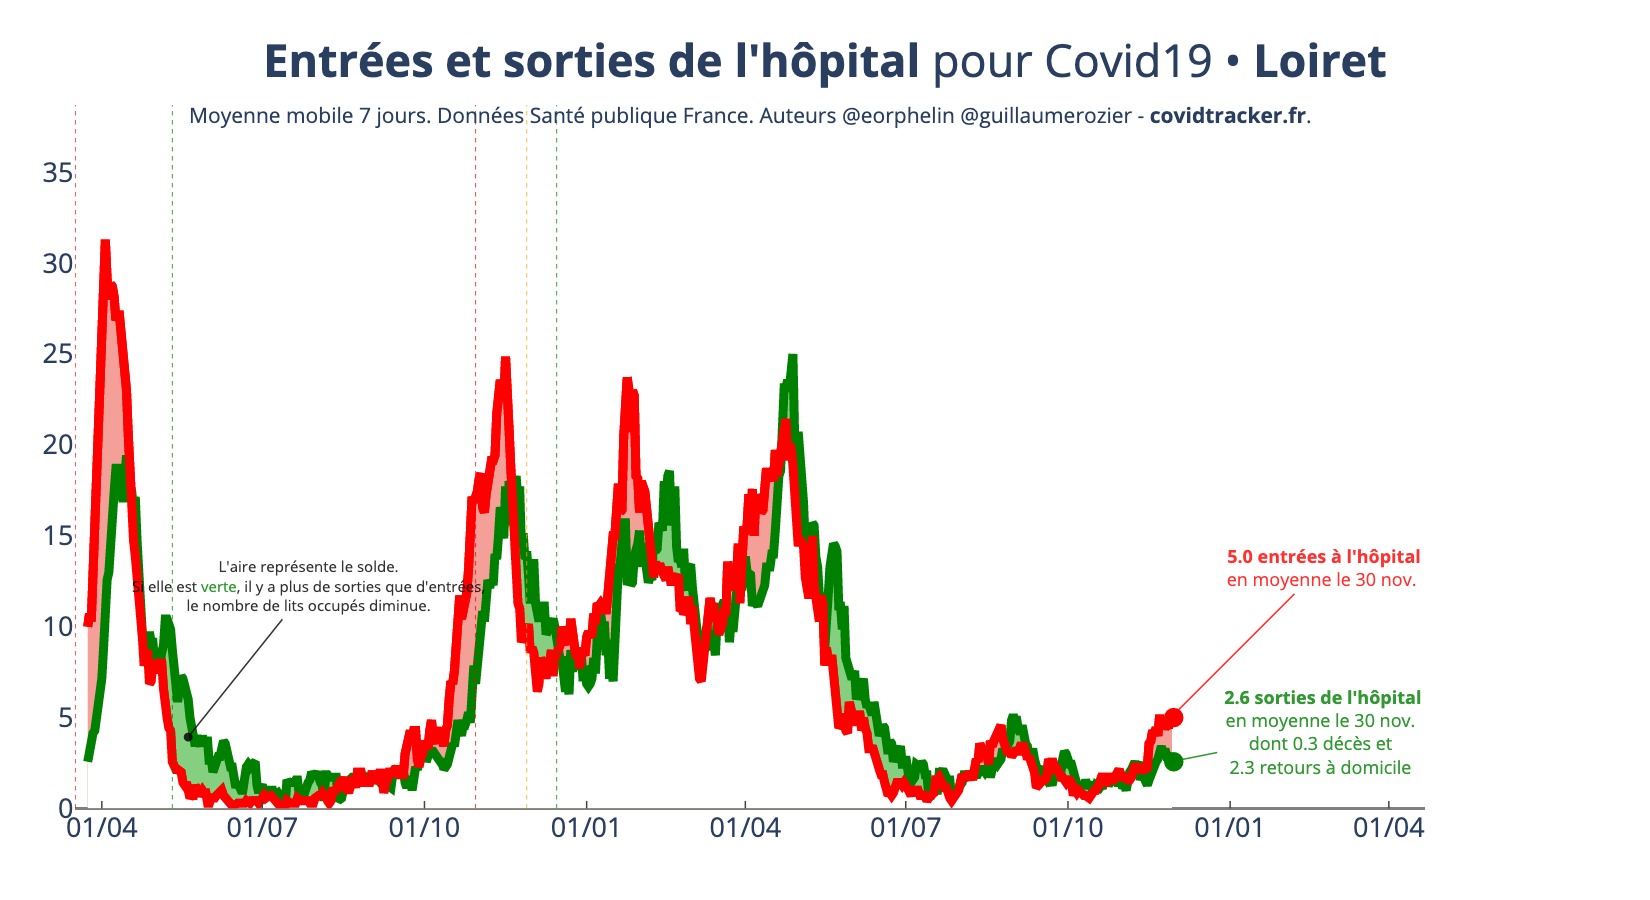 Entrées et sorties de l'hôpital pour Covid19 • Loiret
Moyenne mobile 7 jours. Données Santé publique France. Auteurs @eorphelin @guillaumerozier - covidtracker.fr.
35
30
25
20
15
10
5
0
L'aire représente le solde.
Si elle est verte, il y a plus de sorties que d'entrées,
le nombre de lits occupés diminue.
5.0 entrées à l'hôpital
en moyenne le 30 nov.
2.6 sorties de l'hôpital
en moyenne le 30 nov.
dont 0.3 décès et
2.3 retours à domicile
01/04 01/07 01/10 01/01 01/04 01/07 01/10 01/01 01/04